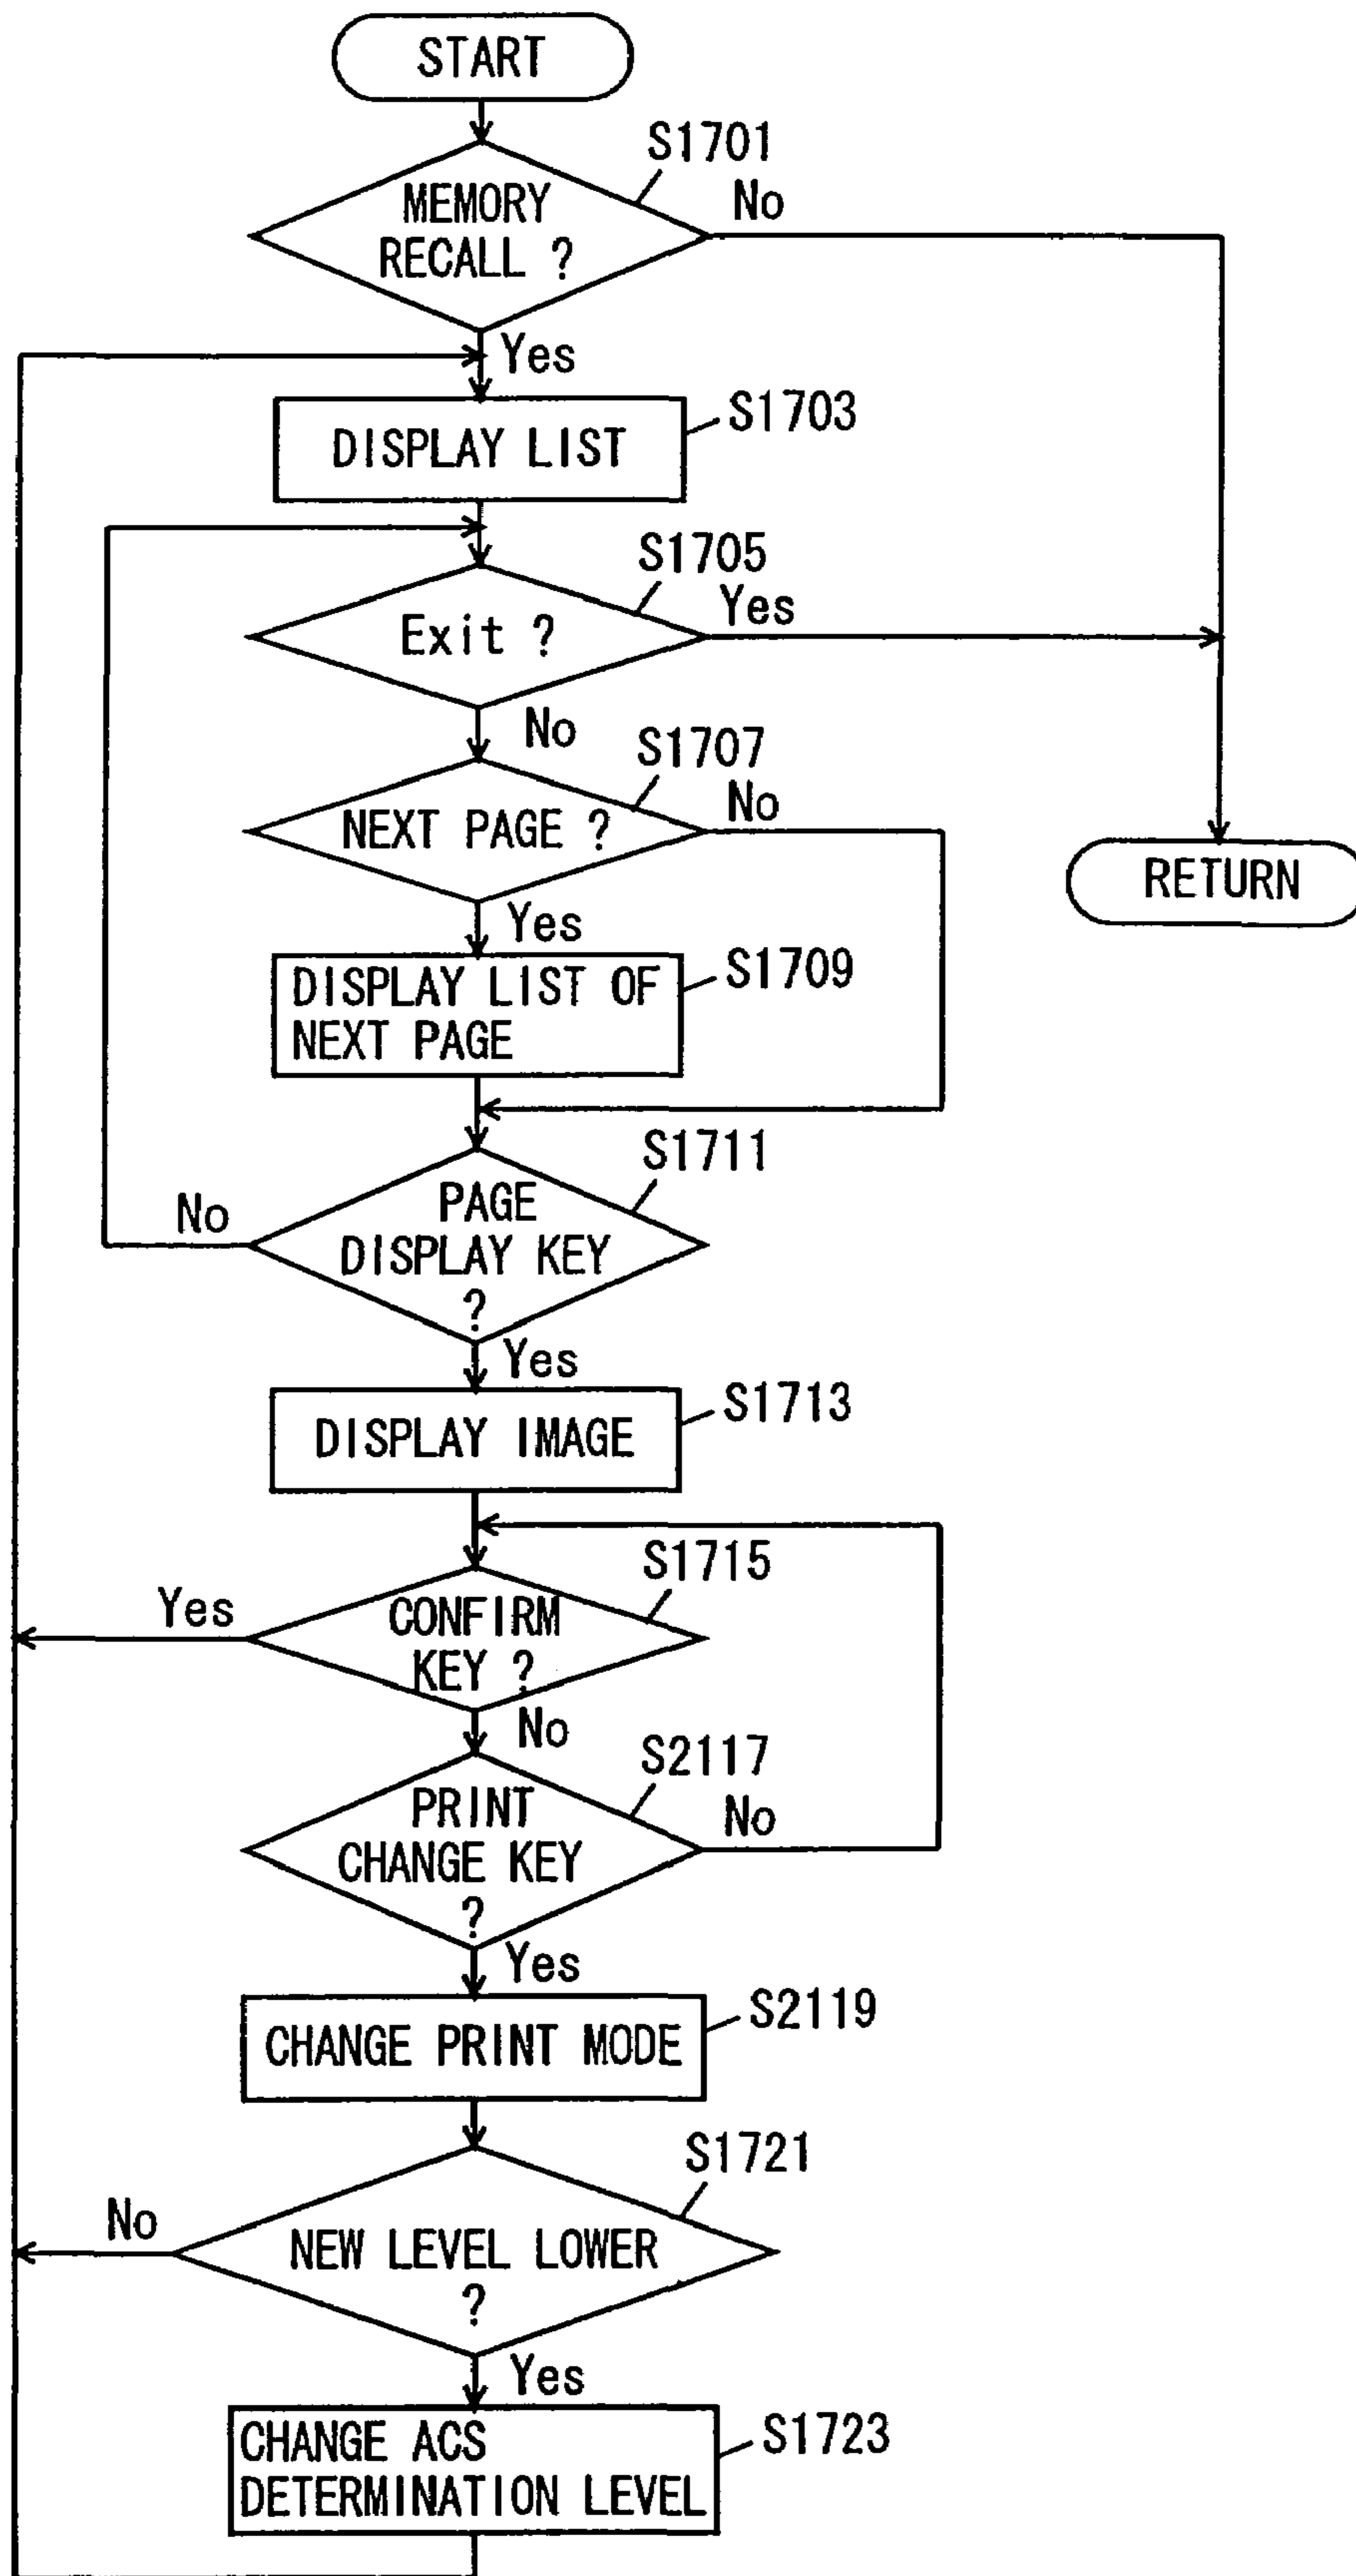 START
S1701
MEMORY
RECALL ?
No
Yes
S1703
DISPLAY LIST
S1705
Exit ?
Yes
No
S1707
NEXT PAGE ?
No
RETURN
Yes
S1709
DISPLAY LIST OF
NEXT PAGE
S1711
PAGE
DISPLAY KEY
?
No
Yes
S1713
DISPLAY IMAGE
S1715
Yes
CONFIRM
KEY ?
No
S2117
PRINT
CHANGE KEY
?
No
Yes
S2119
CHANGE PRINT MODE
S1721
No
NEW LEVEL LOWER
?
Yes
S1723
CHANGE ACS
DETERMINATION LEVEL